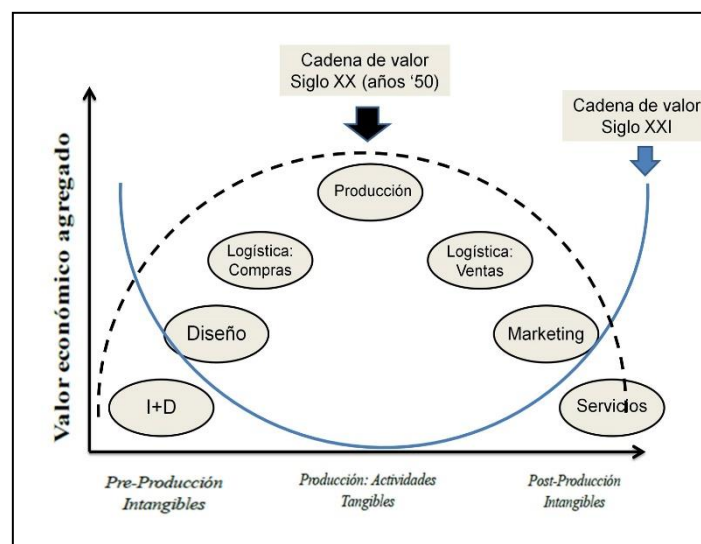 Cadena de valor
Siglo XX (años ‘50)
Cadena de valor
Siglo XXI
Valor económico agregado
Producción
Logística:
Compras
Logística:
Ventas
Diseño
Marketing
I+D
Servicios
Pre-Producción
Intangibles
Producción: Actividades
Tangibles
Post-Producción
Intangibles